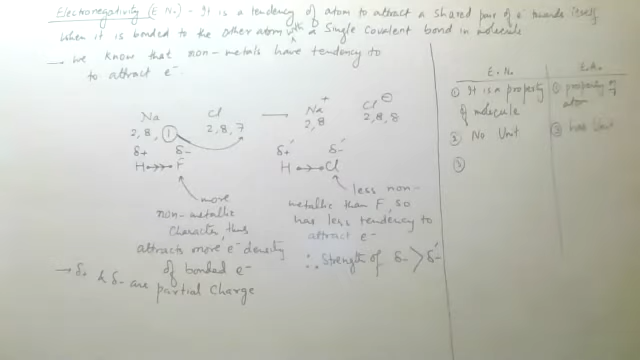 Electronegativity (E.N.) - It is a tendency of atom to attract a shared pair of e⁻ towards itself
when it is bonded to the other atom with a single covalent bond in molecule
→ we know that non-metals have tendency to
to attract e⁻
Na Cl → Na⁺ Cl⊖
2,8,1 2,8,7 2,8 2,8,8
δ+ δ-
H→F
δ+′ δ-′
H→Cl
more
non-metallic
character, thus
attracts more e⁻ density
of bonded e⁻
less non-
metallic than F, so
has less tendency to
attract e⁻
∴ Strength of δ- > δ-′
→ δ+ & δ- are partial charge
E.N.
① It is a property
of molecule
② No Unit
③
① property of
atom
② has Unit